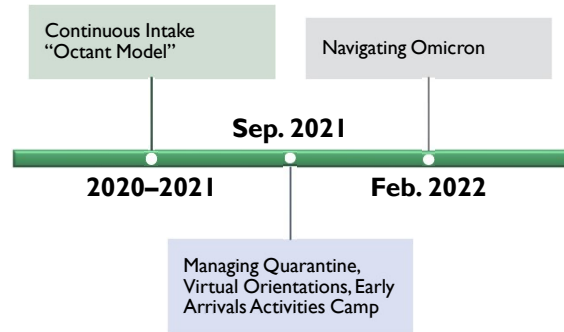 Continuous Intake
“Octant Model”
Navigating Omicron
Sep. 2021
2020–2021
Feb. 2022
Managing Quarantine,
Virtual Orientations, Early
Arrivals Activities Camp